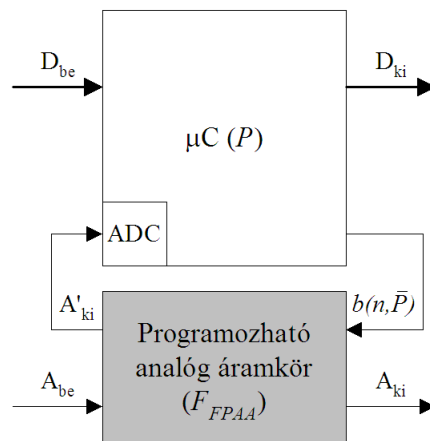 D_be
D_ki
μC (P)
ADC
A'_ki
b(n,P̄)
Programozható
analóg áramkör
(F_FPAA)
A_be
A_ki